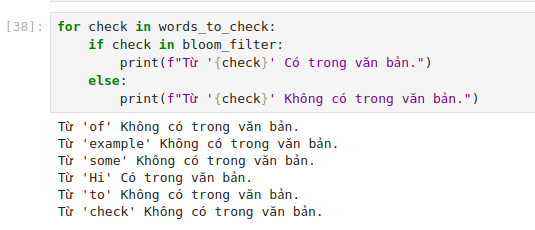 [38]: for check in words_to_check:
    if check in bloom_filter:
        print(f"Từ '{check}' Có trong văn bản.")
    else:
        print(f"Từ '{check}' Không có trong văn bản.")
Từ 'of' Không có trong văn bản.
Từ 'example' Không có trong văn bản.
Từ 'some' Không có trong văn bản.
Từ 'Hi' Có trong văn bản.
Từ 'to' Không có trong văn bản.
Từ 'check' Không có trong văn bản.